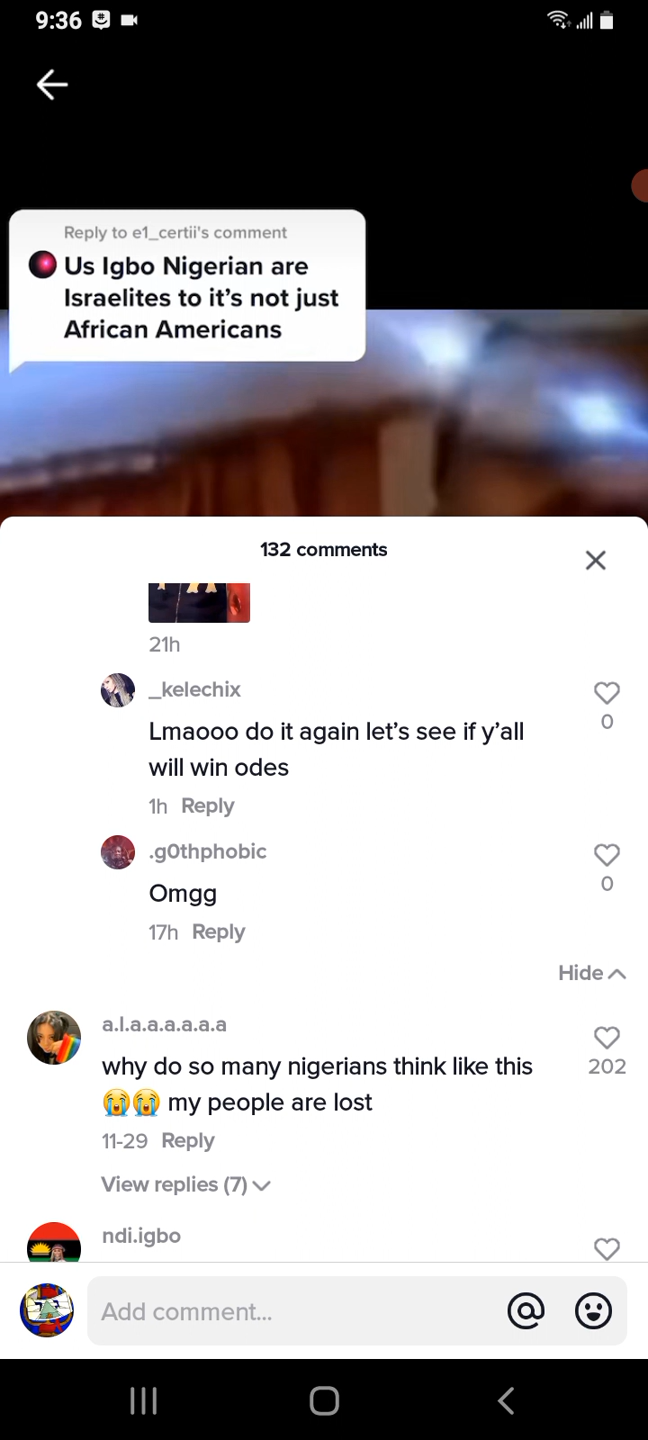 9:36
Reply to e1_certii's comment
Us Igbo Nigerian are
Israelites to it’s not just
African Americans
132 comments
21h
_kelechix
Lmaooo do it again let’s see if y’all
will win odes
0
1h Reply
.g0thphobic
Omgg
0
17h Reply
Hide
a.l.a.a.a.a.a.a
why do so many nigerians think like this
😭😭 my people are lost
202
11-29 Reply
View replies (7)
ndi.igbo
Add comment...